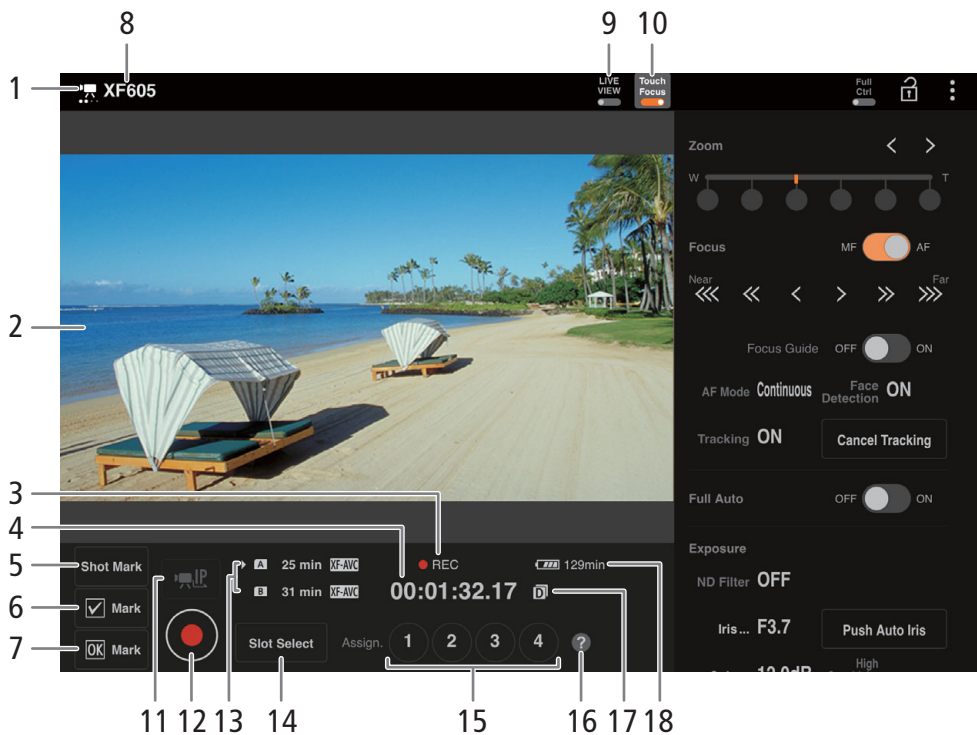 8 9 10
1 XF605 LIVE VIEW Touch Focus Full Ctrl
Zoom
W T
Focus MF AF
Near Far
2
Focus Guide OFF ON
AF Mode Continuous Face Detection ON
Tracking ON Cancel Tracking
3
Full Auto OFF ON
4
Exposure
5 Shot Mark IP A 25 min XF-AVC REC 129min
ND Filter OFF
6 Mark B 31 min XF-AVC 00:01:32.17 D
Iris... F3.7 Push Auto Iris
7 OK Mark Slot Select Assign. 1 2 3 4 ?
12.0dB High
11 12 13 14 15 16 17 18